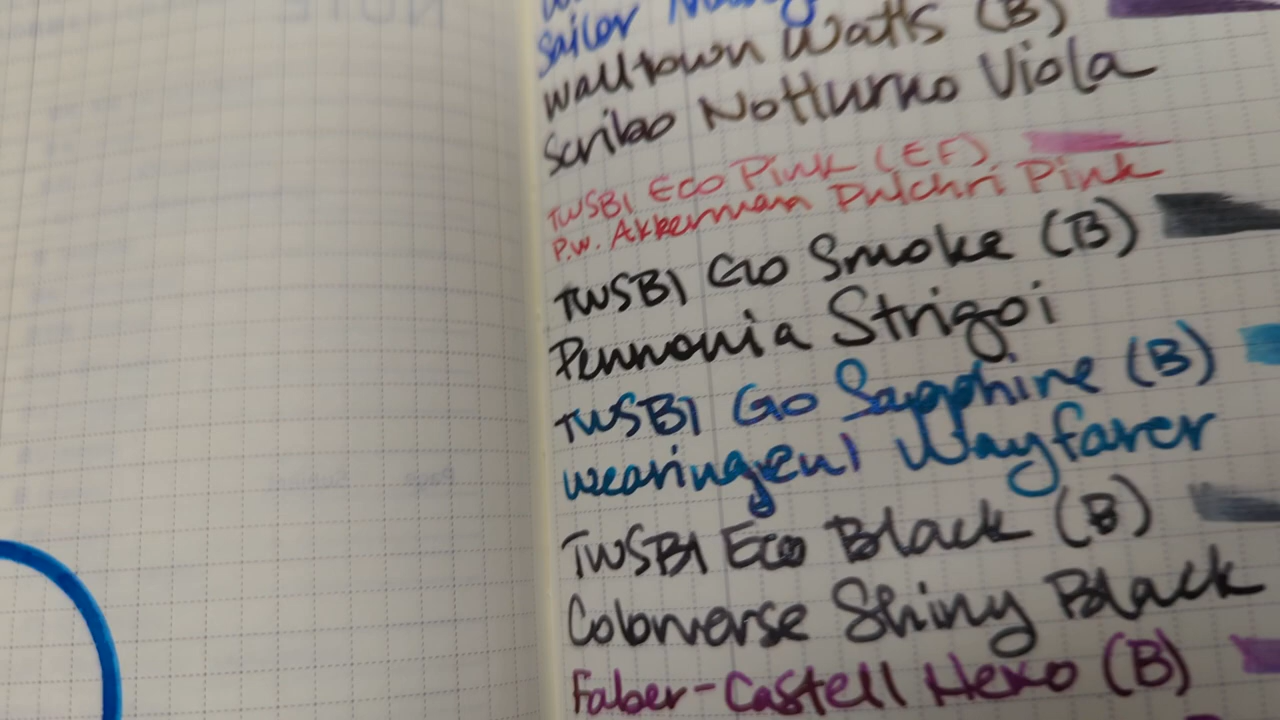 Sailor
Walltown Watts (B)
Scribo Notturno Viola
TWSBI Eco Pink (EF)
P.W. Akkerman Pulchri Pink
TWSBI Go Smoke (B)
Pennonia Strigoi
TWSBI Go Sapphire (B)
Wearingeul Wayfarer
TWSBI Eco Black (B)
Colorverse Shiny Black
Faber-Castell Hexo (B)